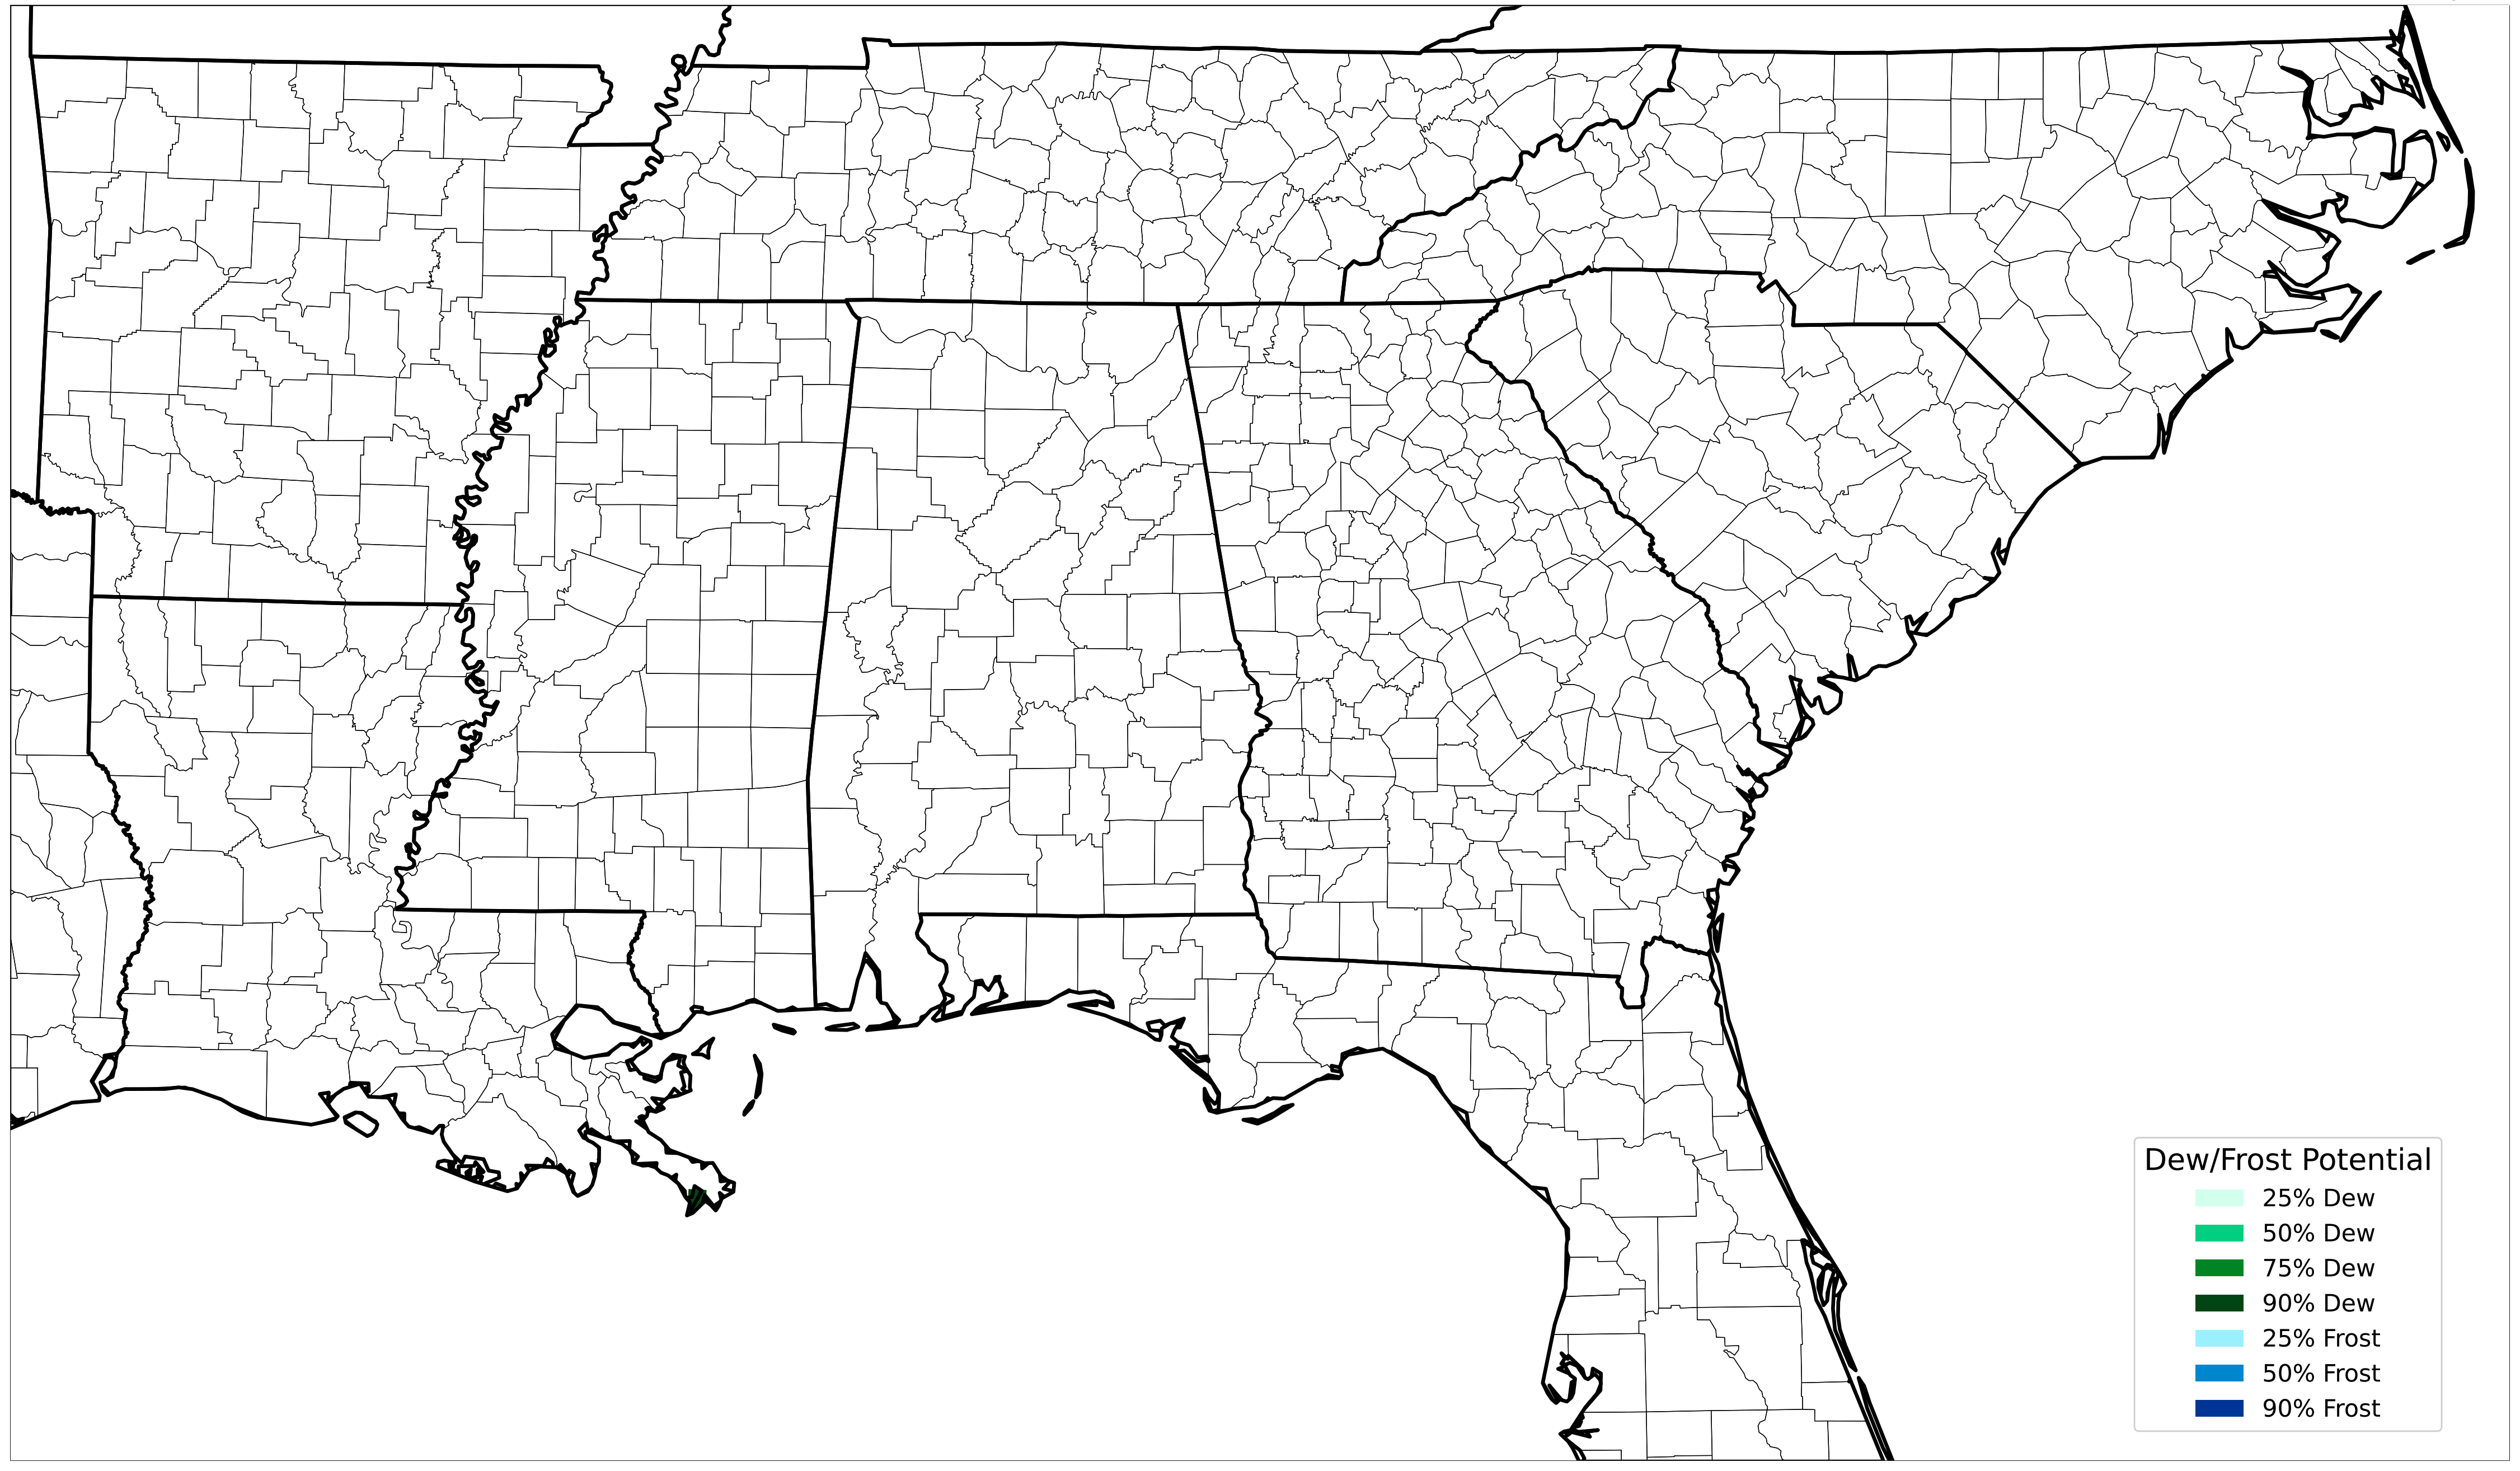 Dew/Frost Potential
25% Dew
50% Dew
75% Dew
90% Dew
25% Frost
50% Frost
90% Frost